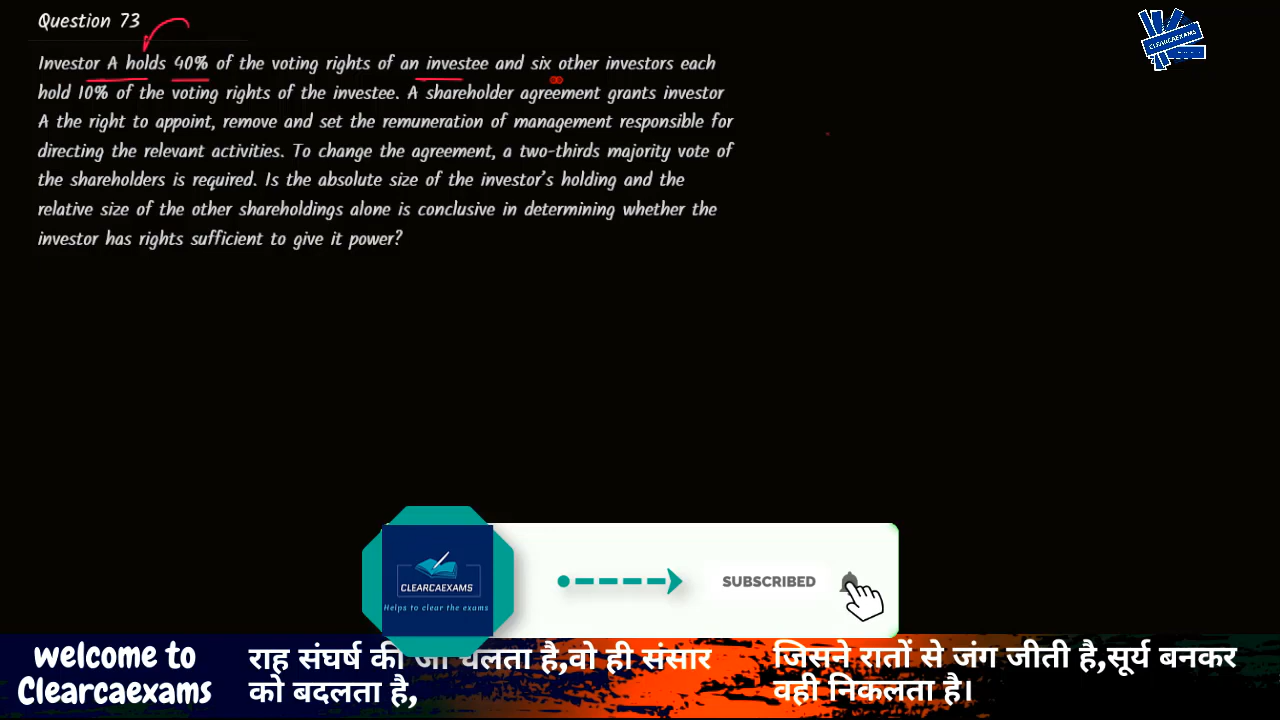 Question 73
Investor A holds 40% of the voting rights of an investee and six other investors each
hold 10% of the voting rights of the investee. A shareholder agreement grants investor
A the right to appoint, remove and set the remuneration of management responsible for
directing the relevant activities. To change the agreement, a two-thirds majority vote of
the shareholders is required. Is the absolute size of the investor's holding and the
relative size of the other shareholdings alone is conclusive in determining whether the
investor has rights sufficient to give it power?
CLEARCAEXAMS
CLEARCAEXAMS
Helps to clear the exams
SUBSCRIBED
welcome to
Clearcaexams
राह संघर्ष की जो चलता है,वो ही संसार
को बदलता है,
जिसने रातों से जंग जीती है,सूर्य बनकर
वही निकलता है।